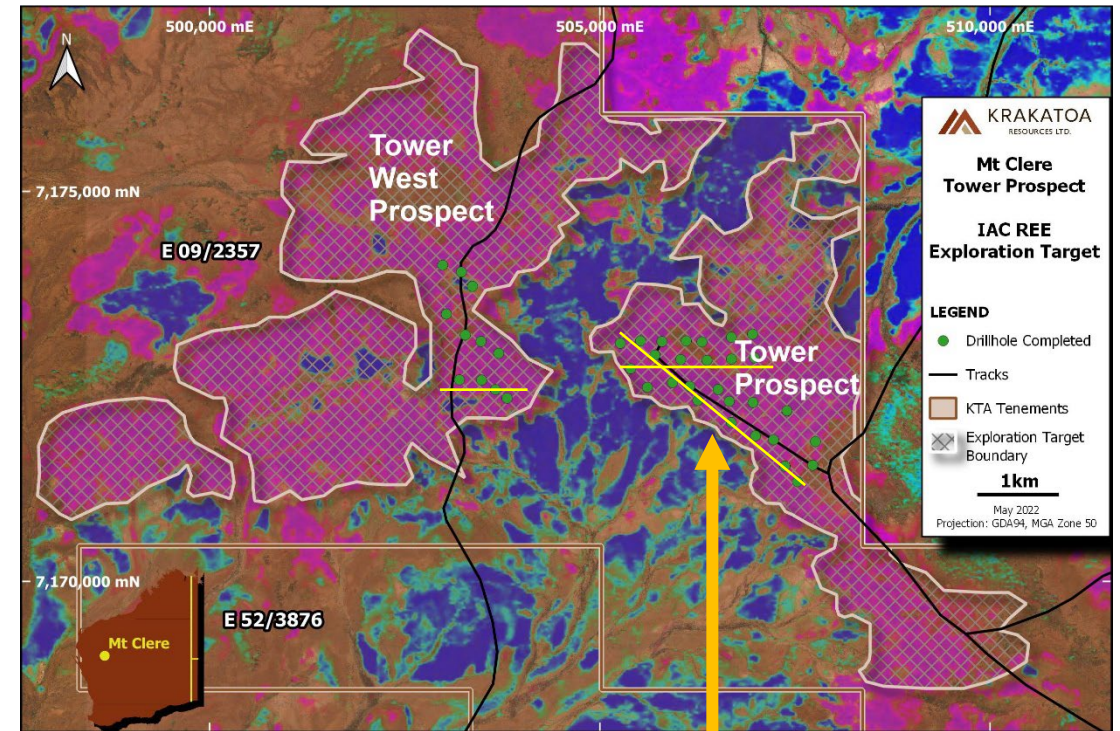 500,000 mE
505,000 mE
510,000 mE
N
7,175,000 mN
7,170,000 mN
Tower
West
Prospect
E 09/2357
Tower
Prospect
E 52/3876
Mt Clere
KRAKATOA
RESOURCES LTD.
Mt Clere
Tower Prospect
IAC REE
Exploration Target
LEGEND
Drillhole Completed
Tracks
KTA Tenements
Exploration Target
Boundary
1km
May 2022
Projection: GDA94, MGA Zone 50